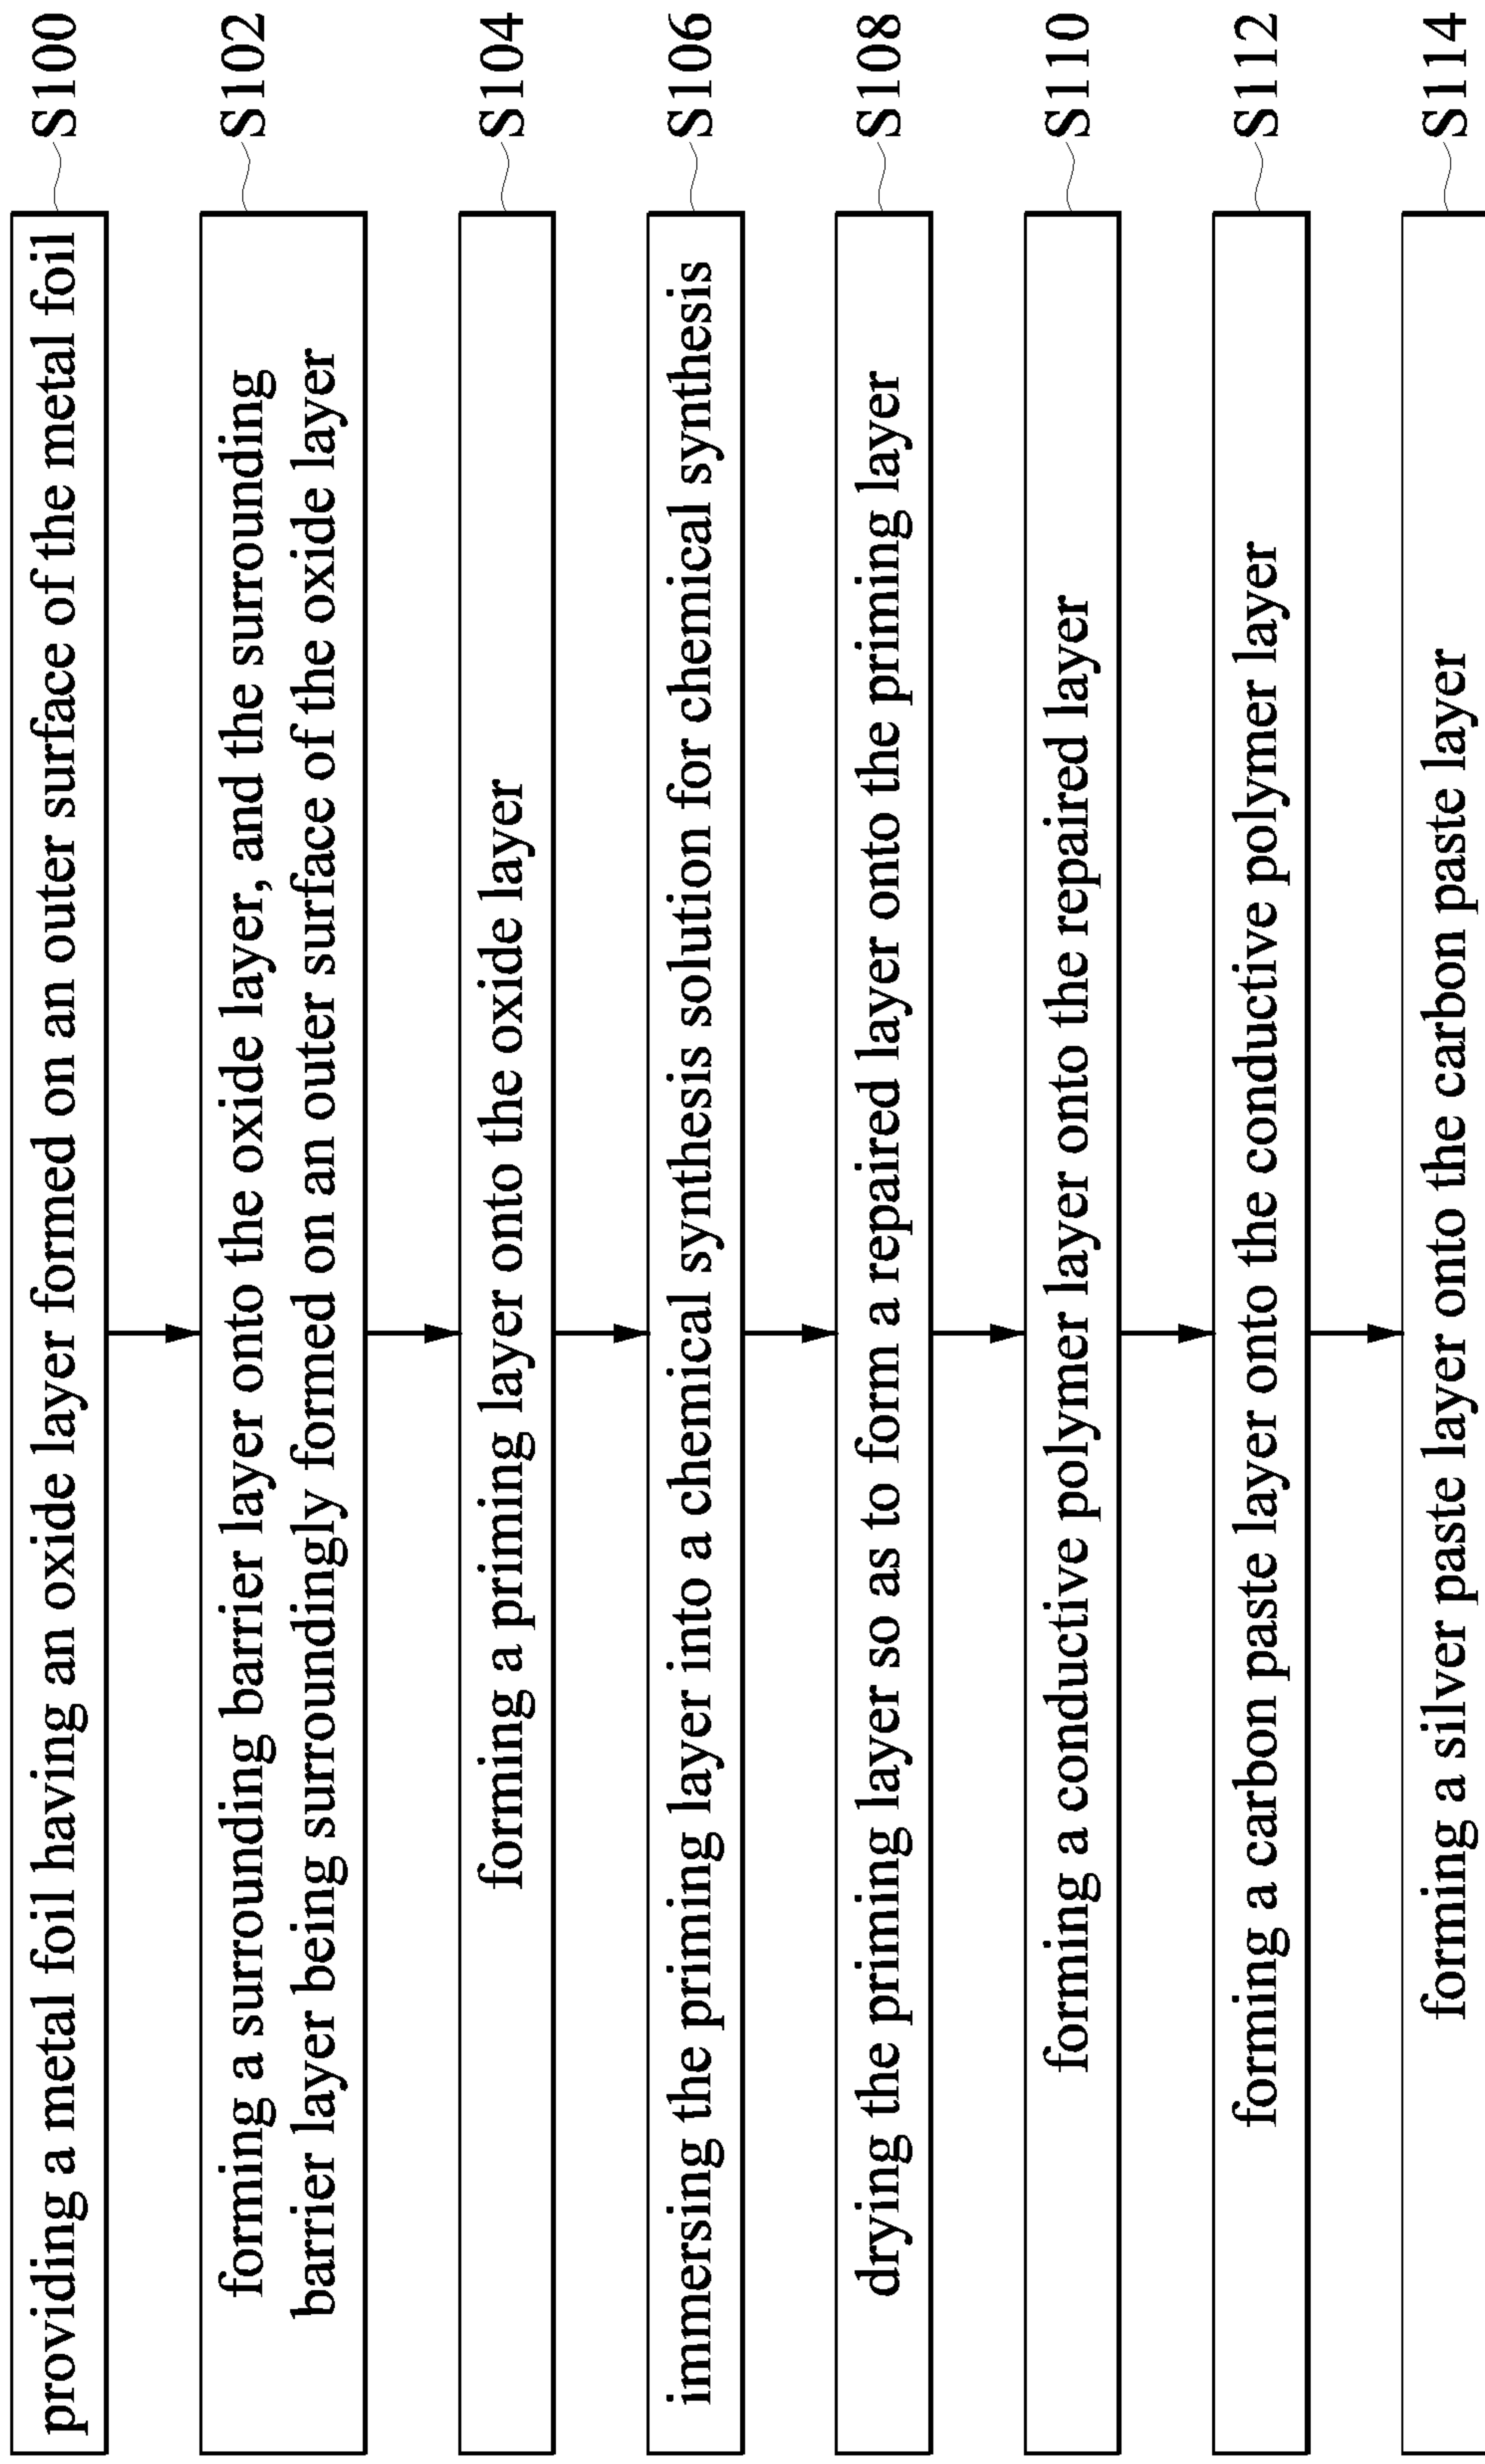 providing a metal foil having an oxide layer formed on an outer surface of the metal foil S100
forming a surrounding barrier layer onto the oxide layer, and the surrounding S102
barrier layer being surroundingly formed on an outer surface of the oxide layer
forming a priming layer onto the oxide layer S104
immersing the priming layer into a chemical synthesis solution for chemical synthesis S106
drying the priming layer so as to form a repaired layer onto the priming layer S108
forming a conductive polymer layer onto the repaired layer S110
forming a carbon paste layer onto the conductive polymer layer S112
forming a silver paste layer onto the carbon paste layer S114